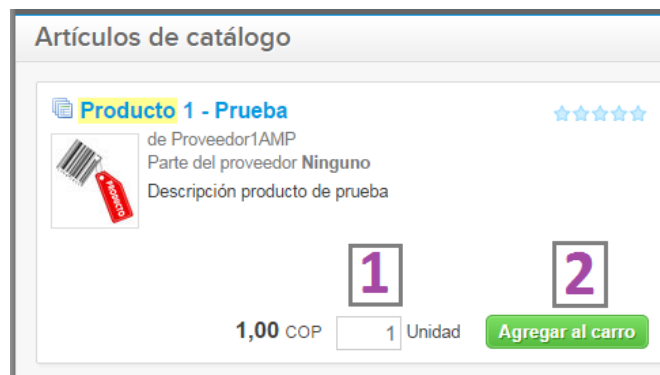 Artículos de catálogo
Producto 1 - Prueba
de Proveedor1AMP
Parte del proveedor Ninguno
Descripción producto de prueba
PRODUCTO
1
2
1,00 COP 1 Unidad Agregar al carro